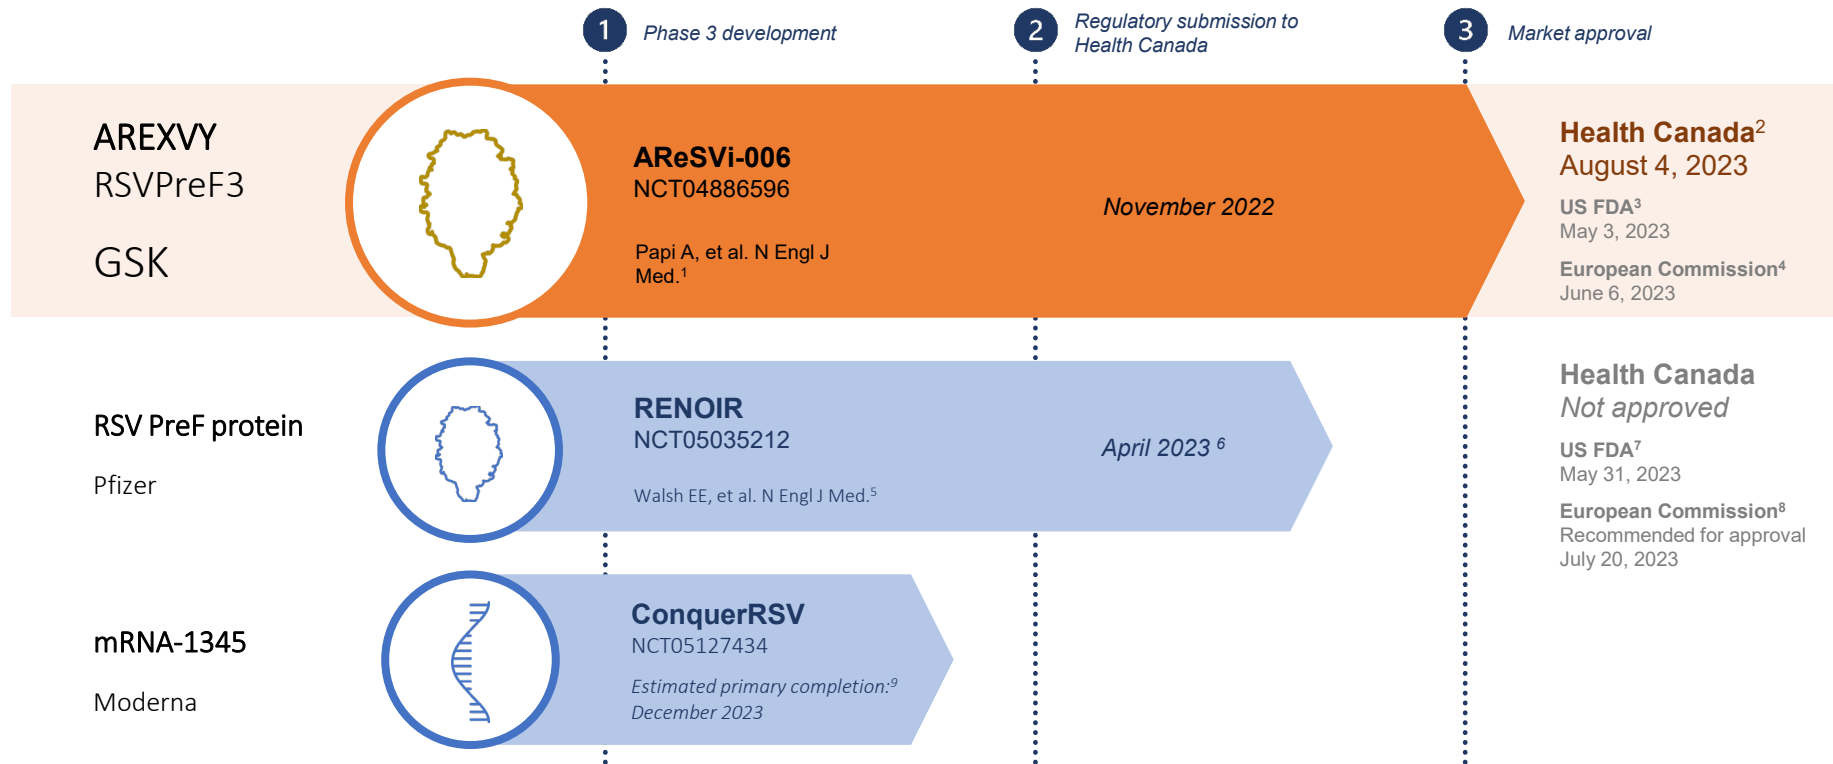 1 Phase 3 development
2 Regulatory submission to
Health Canada
3 Market approval
AREXVY
RSVPreF3
GSK
AReSVi-006
NCT04886596
Papi A, et al. N Engl J
Med.¹
November 2022
Health Canada²
August 4, 2023
US FDA³
May 3, 2023
European Commission⁴
June 6, 2023
RSV PreF protein
Pfizer
RENOIR
NCT05035212
Walsh EE, et al. N Engl J Med.⁵
April 2023 ⁶
Health Canada
Not approved
US FDA⁷
May 31, 2023
European Commission⁸
Recommended for approval
July 20, 2023
mRNA-1345
Moderna
ConquerRSV
NCT05127434
Estimated primary completion:⁹
December 2023